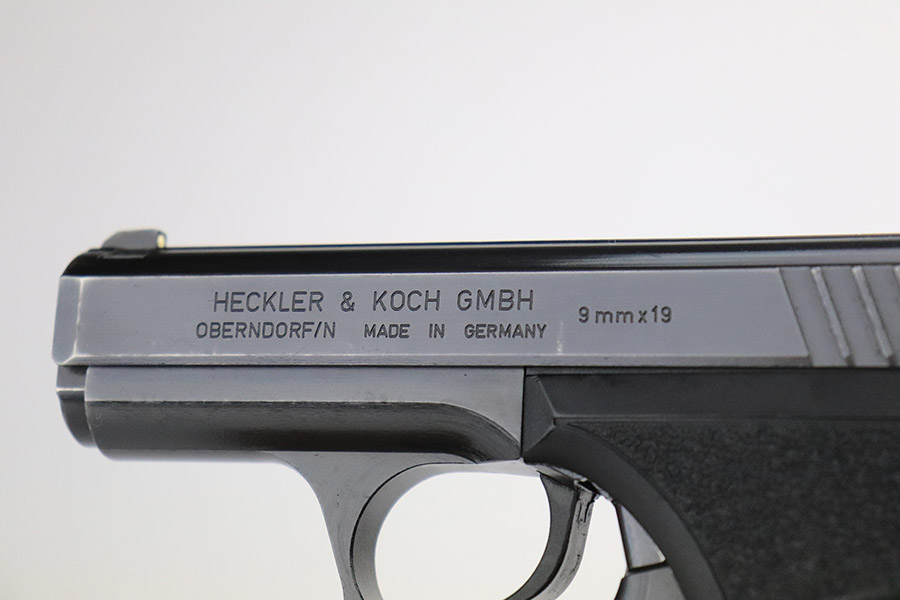 HECKLER & KOCH GMBH
OBERNDORF/N MADE IN GERMANY
9mmx19